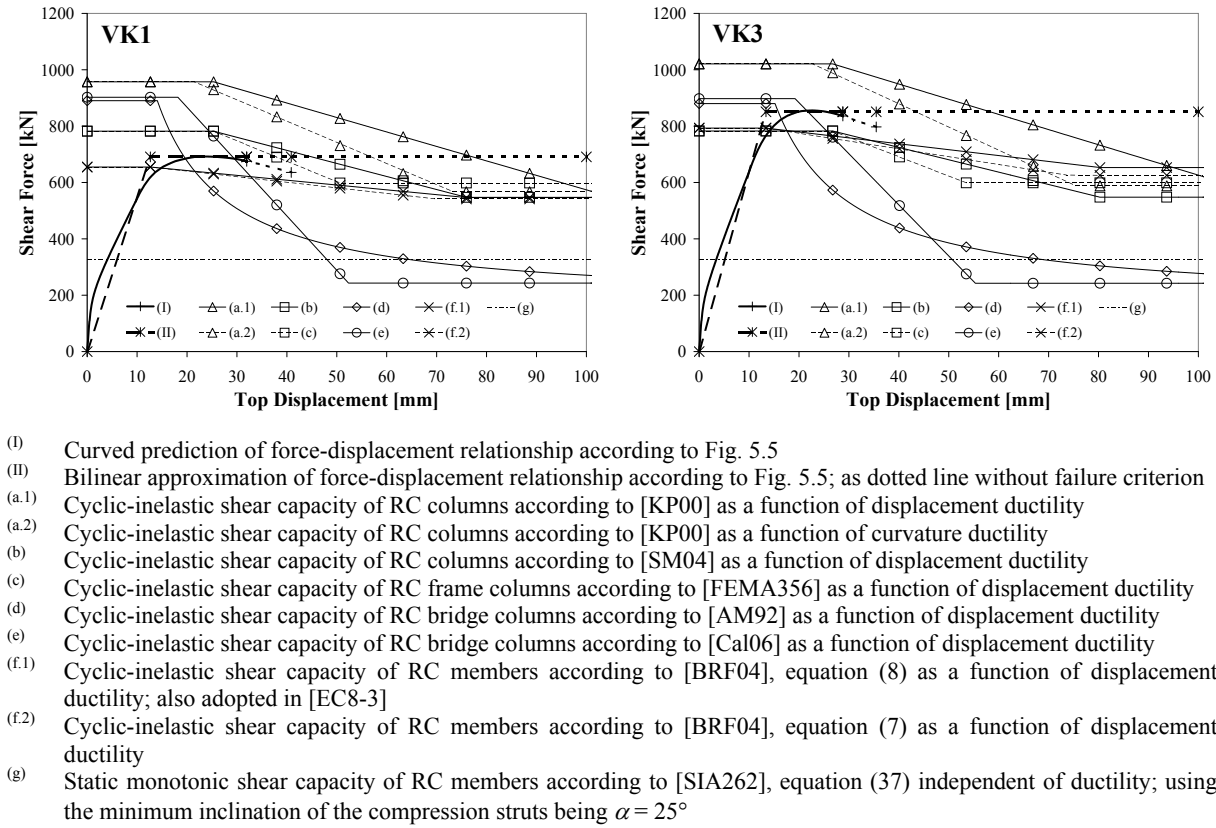 VK1
1200
1000
800
600
400
200
0
Shear Force [kN]
(I) (a.1) (b) (d) (f.1) (g)
(II) (a.2) (c) (e) (f.2)
0 10 20 30 40 50 60 70 80 90 100
Top Displacement [mm]
VK3
1200
1000
800
600
400
200
0
Shear Force [kN]
(I) (a.1) (b) (d) (f.1) (g)
(II) (a.2) (c) (e) (f.2)
0 10 20 30 40 50 60 70 80 90 100
Top Displacement [mm]
(I) Curved prediction of force-displacement relationship according to Fig. 5.5
(II) Bilinear approximation of force-displacement relationship according to Fig. 5.5; as dotted line without failure criterion
(a.1) Cyclic-inelastic shear capacity of RC columns according to [KP00] as a function of displacement ductility
(a.2) Cyclic-inelastic shear capacity of RC columns according to [KP00] as a function of curvature ductility
(b) Cyclic-inelastic shear capacity of RC columns according to [SM04] as a function of displacement ductility
(c) Cyclic-inelastic shear capacity of RC frame columns according to [FEMA356] as a function of displacement ductility
(d) Cyclic-inelastic shear capacity of RC bridge columns according to [AM92] as a function of displacement ductility
(e) Cyclic-inelastic shear capacity of RC bridge columns according to [Cal06] as a function of displacement ductility
(f.1) Cyclic-inelastic shear capacity of RC members according to [BRF04], equation (8) as a function of displacement
ductility; also adopted in [EC8-3]
(f.2) Cyclic-inelastic shear capacity of RC members according to [BRF04], equation (7) as a function of displacement
ductility
(g) Static monotonic shear capacity of RC members according to [SIA262], equation (37) independent of ductility; using
the minimum inclination of the compression struts being α = 25°